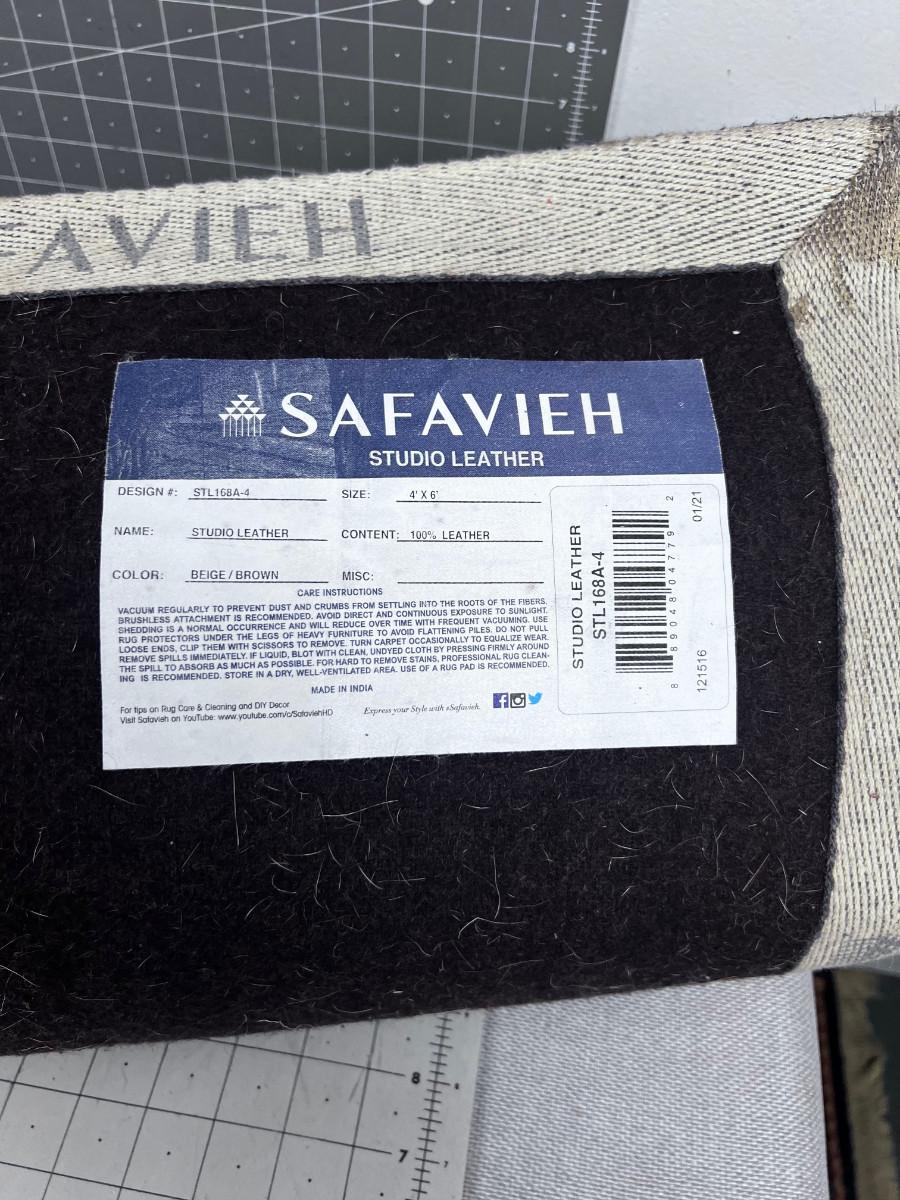 FAVIEH
SAFAVIEH
STUDIO LEATHER
DESIGN #: STL168A-4
SIZE: 4' X 6'
NAME: STUDIO LEATHER
CONTENT: 100% LEATHER
COLOR: BEIGE / BROWN
MISC:
CARE INSTRUCTIONS
VACUUM REGULARLY TO PREVENT DUST AND CRUMBS FROM SETTLING INTO THE ROOTS OF THE FIBERS.
BRUSHLESS ATTACHMENT IS RECOMMENDED. AVOID DIRECT AND CONTINUOUS EXPOSURE TO SUNLIGHT.
SHEDDING IS A NORMAL OCCURRENCE AND WILL REDUCE OVER TIME WITH FREQUENT VACUUMING. USE
RUG PROTECTORS UNDER THE LEGS OF HEAVY FURNITURE TO AVOID FLATTENING PILES. DO NOT PULL
LOOSE ENDS, CLIP THEM WITH SCISSORS TO REMOVE. TURN CARPET OCCASIONALLY TO EQUALIZE WEAR.
REMOVE SPILLS IMMEDIATELY. IF LIQUID, BLOT WITH CLEAN, UNDYED CLOTH BY PRESSING FIRMLY AROUND
THE SPILL TO ABSORB AS MUCH AS POSSIBLE. FOR HARD TO REMOVE STAINS, PROFESSIONAL RUG CLEAN-
ING IS RECOMMENDED. STORE IN A DRY, WELL-VENTILATED AREA. USE OF A RUG PAD IS RECOMMENDED.
MADE IN INDIA
For tips on Rug Care & Cleaning and DIY Decor
Visit Safavieh on YouTube: www.youtube.com/c/SafaviehHD
Express your Style with #Safavieh.
STUDIO LEATHER
STL168A-4
8 89048 04779 2
121516
01/21
8
7
8
7